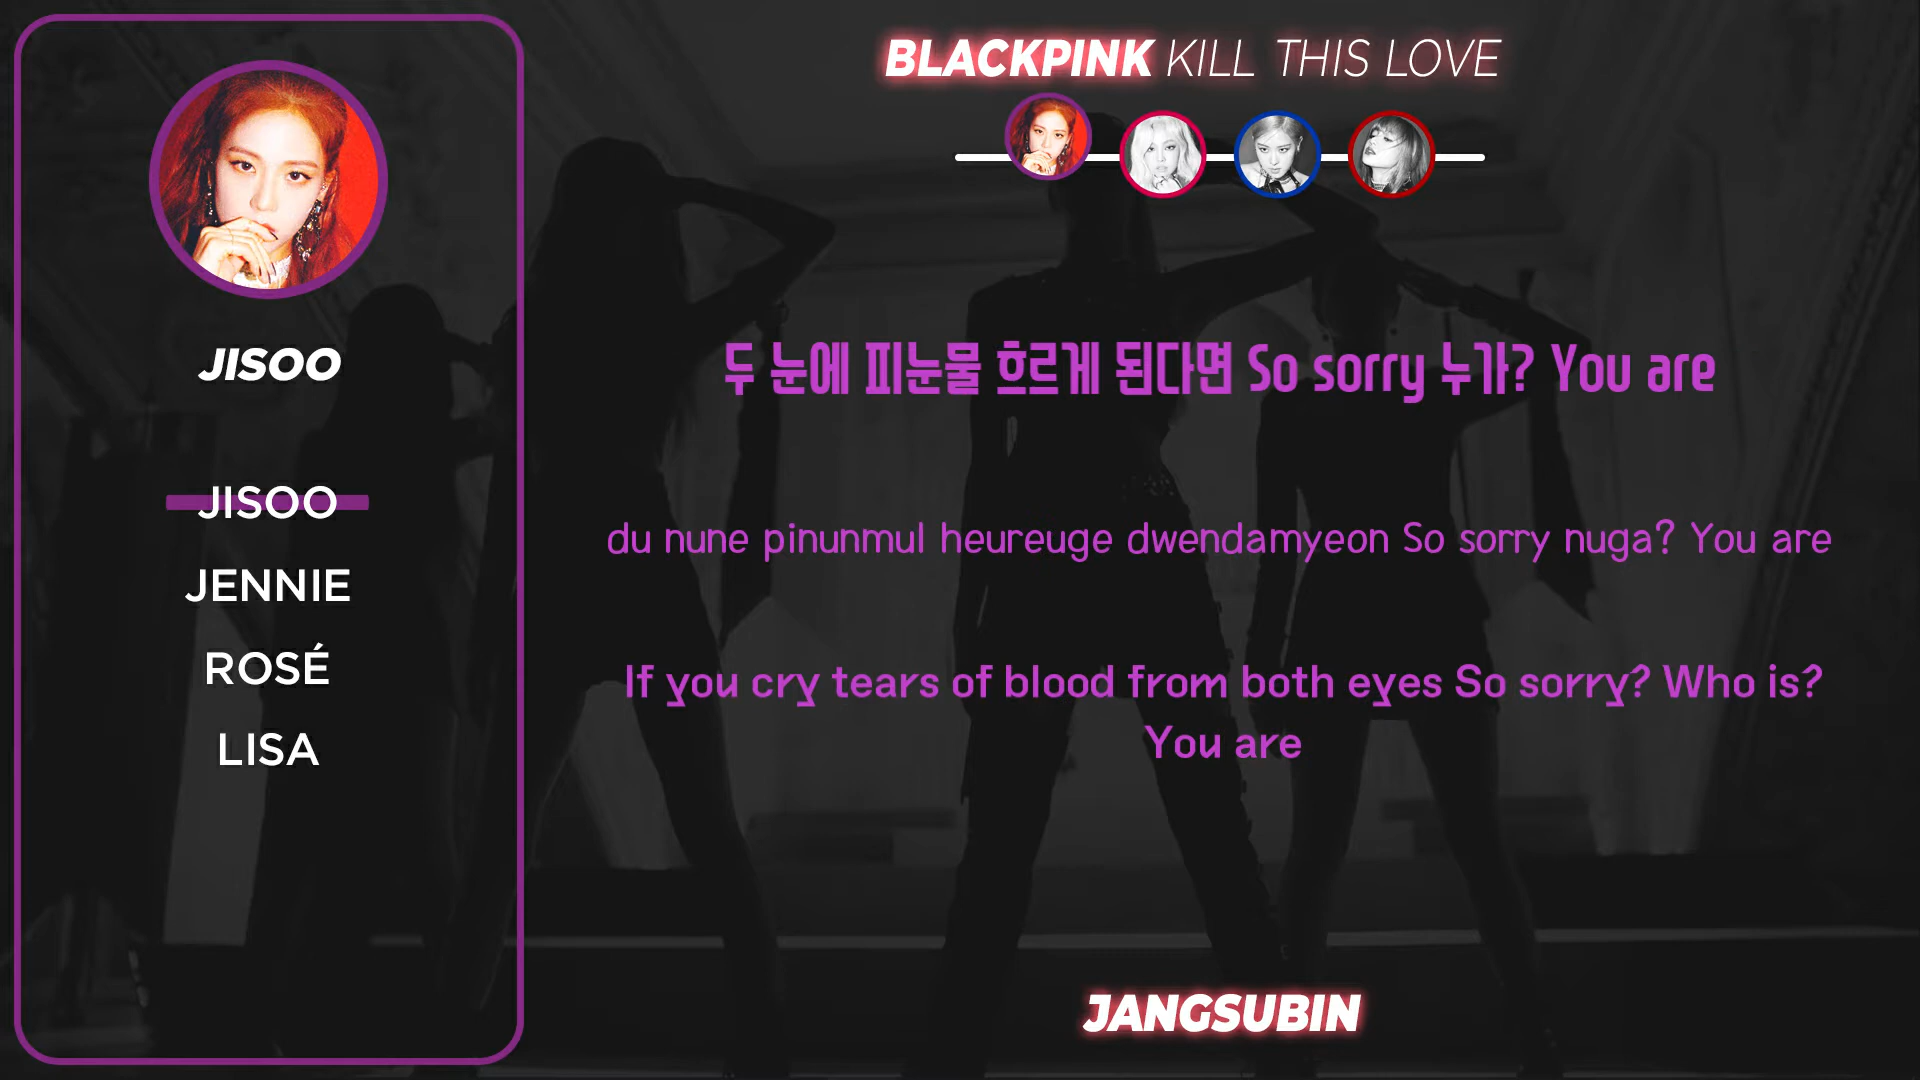 BLACKPINK KILL THIS LOVE
JISOO
JISOO
JENNIE
ROSÉ
LISA
두 눈에 피눈물 흐르게 된다면 So sorry 누가? You are
du nune pinunmul heureuge dwendamyeon So sorry nuga? You are
If you cry tears of blood from both eyes So sorry? Who is?
You are
JANGSUBIN